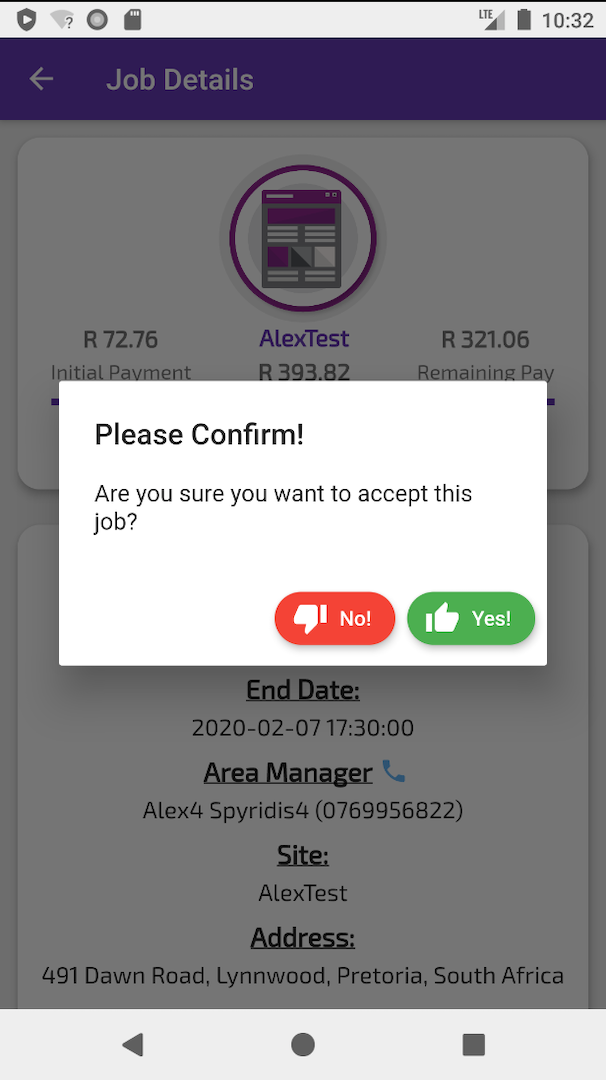 LTE 10:32
Job Details
R 72.76 AlexTest R 321.06
Initial Payment R 393.82 Remaining Pay
Please Confirm!
Are you sure you want to accept this
job?
No! Yes!
End Date:
2020-02-07 17:30:00
Area Manager
Alex4 Spyridis4 (0769956822)
Site:
AlexTest
Address:
491 Dawn Road, Lynnwood, Pretoria, South Africa